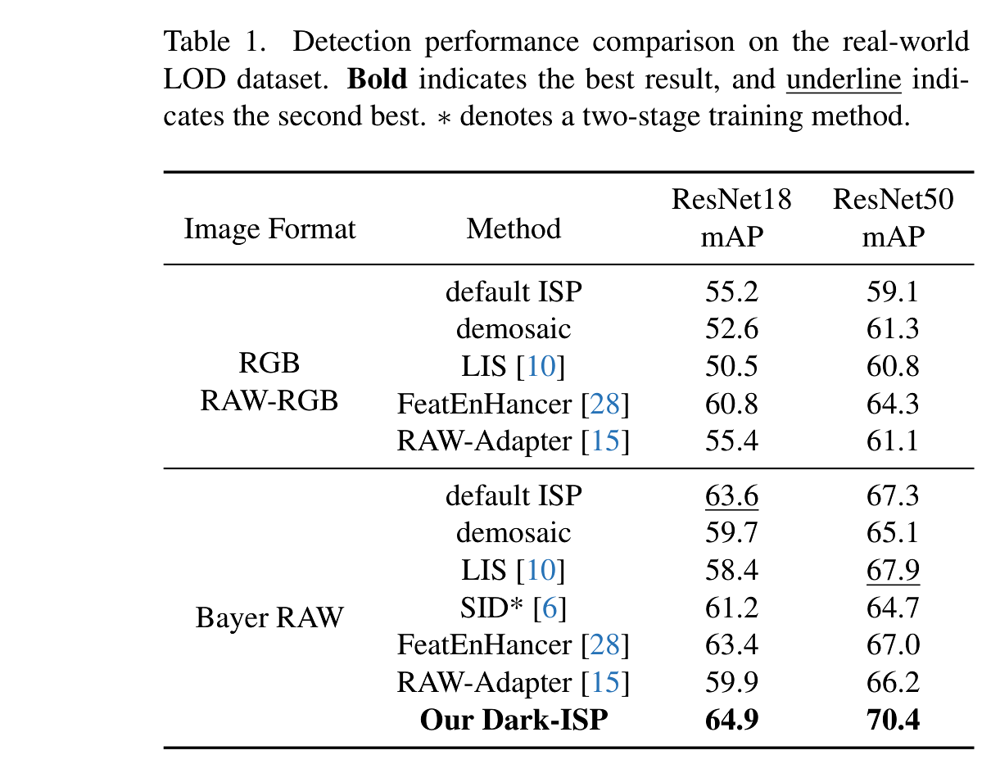 Table 1. Detection performance comparison on the real-world
LOD dataset. Bold indicates the best result, and underline indi-
cates the second best. ∗ denotes a two-stage training method.
Image Format Method ResNet18 mAP ResNet50 mAP
RGB
RAW-RGB
default ISP 55.2 59.1
demosaic 52.6 61.3
LIS [10] 50.5 60.8
FeatEnHancer [28] 60.8 64.3
RAW-Adapter [15] 55.4 61.1
Bayer RAW
default ISP 63.6 67.3
demosaic 59.7 65.1
LIS [10] 58.4 67.9
SID* [6] 61.2 64.7
FeatEnHancer [28] 63.4 67.0
RAW-Adapter [15] 59.9 66.2
Our Dark-ISP 64.9 70.4